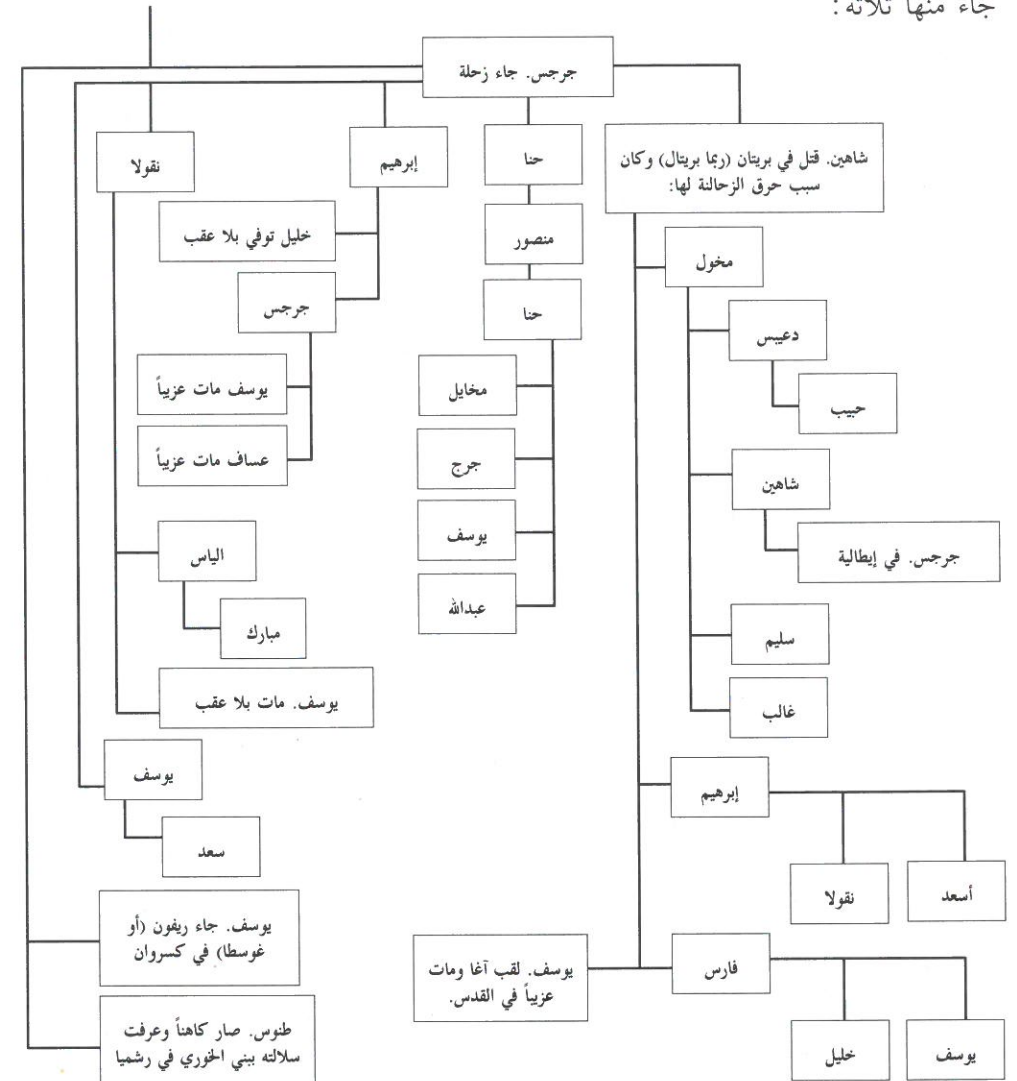 جاء منها ثلاثة:
جرجس. جاء زحلة
شاهين. قتل في بريتان (ربما بريتال) وكان
سبب حرق الزحالنة لها:
مخول
دعيبس
حبيب
شاهين
جرجس. في إيطالية
سليم
غالب
إبرهيم
أسعد
نقولا
فارس
يوسف
خليل
يوسف. لقب آغا ومات
عزيباً في القدس.
حنا
منصور
حنا
مخايل
جرج
يوسف
عبدالله
إبرهيم
خليل توفي بلا عقب
جرجس
يوسف مات عزيباً
عساف مات عزيباً
نقولا
الياس
مبارك
يوسف. مات بلا عقب
يوسف
سعد
يوسف. جاء ريفون (أو
غوسطا) في كسروان
طنوس. صار كاهناً وعرفت
سلالته ببني الخوري في رشميا